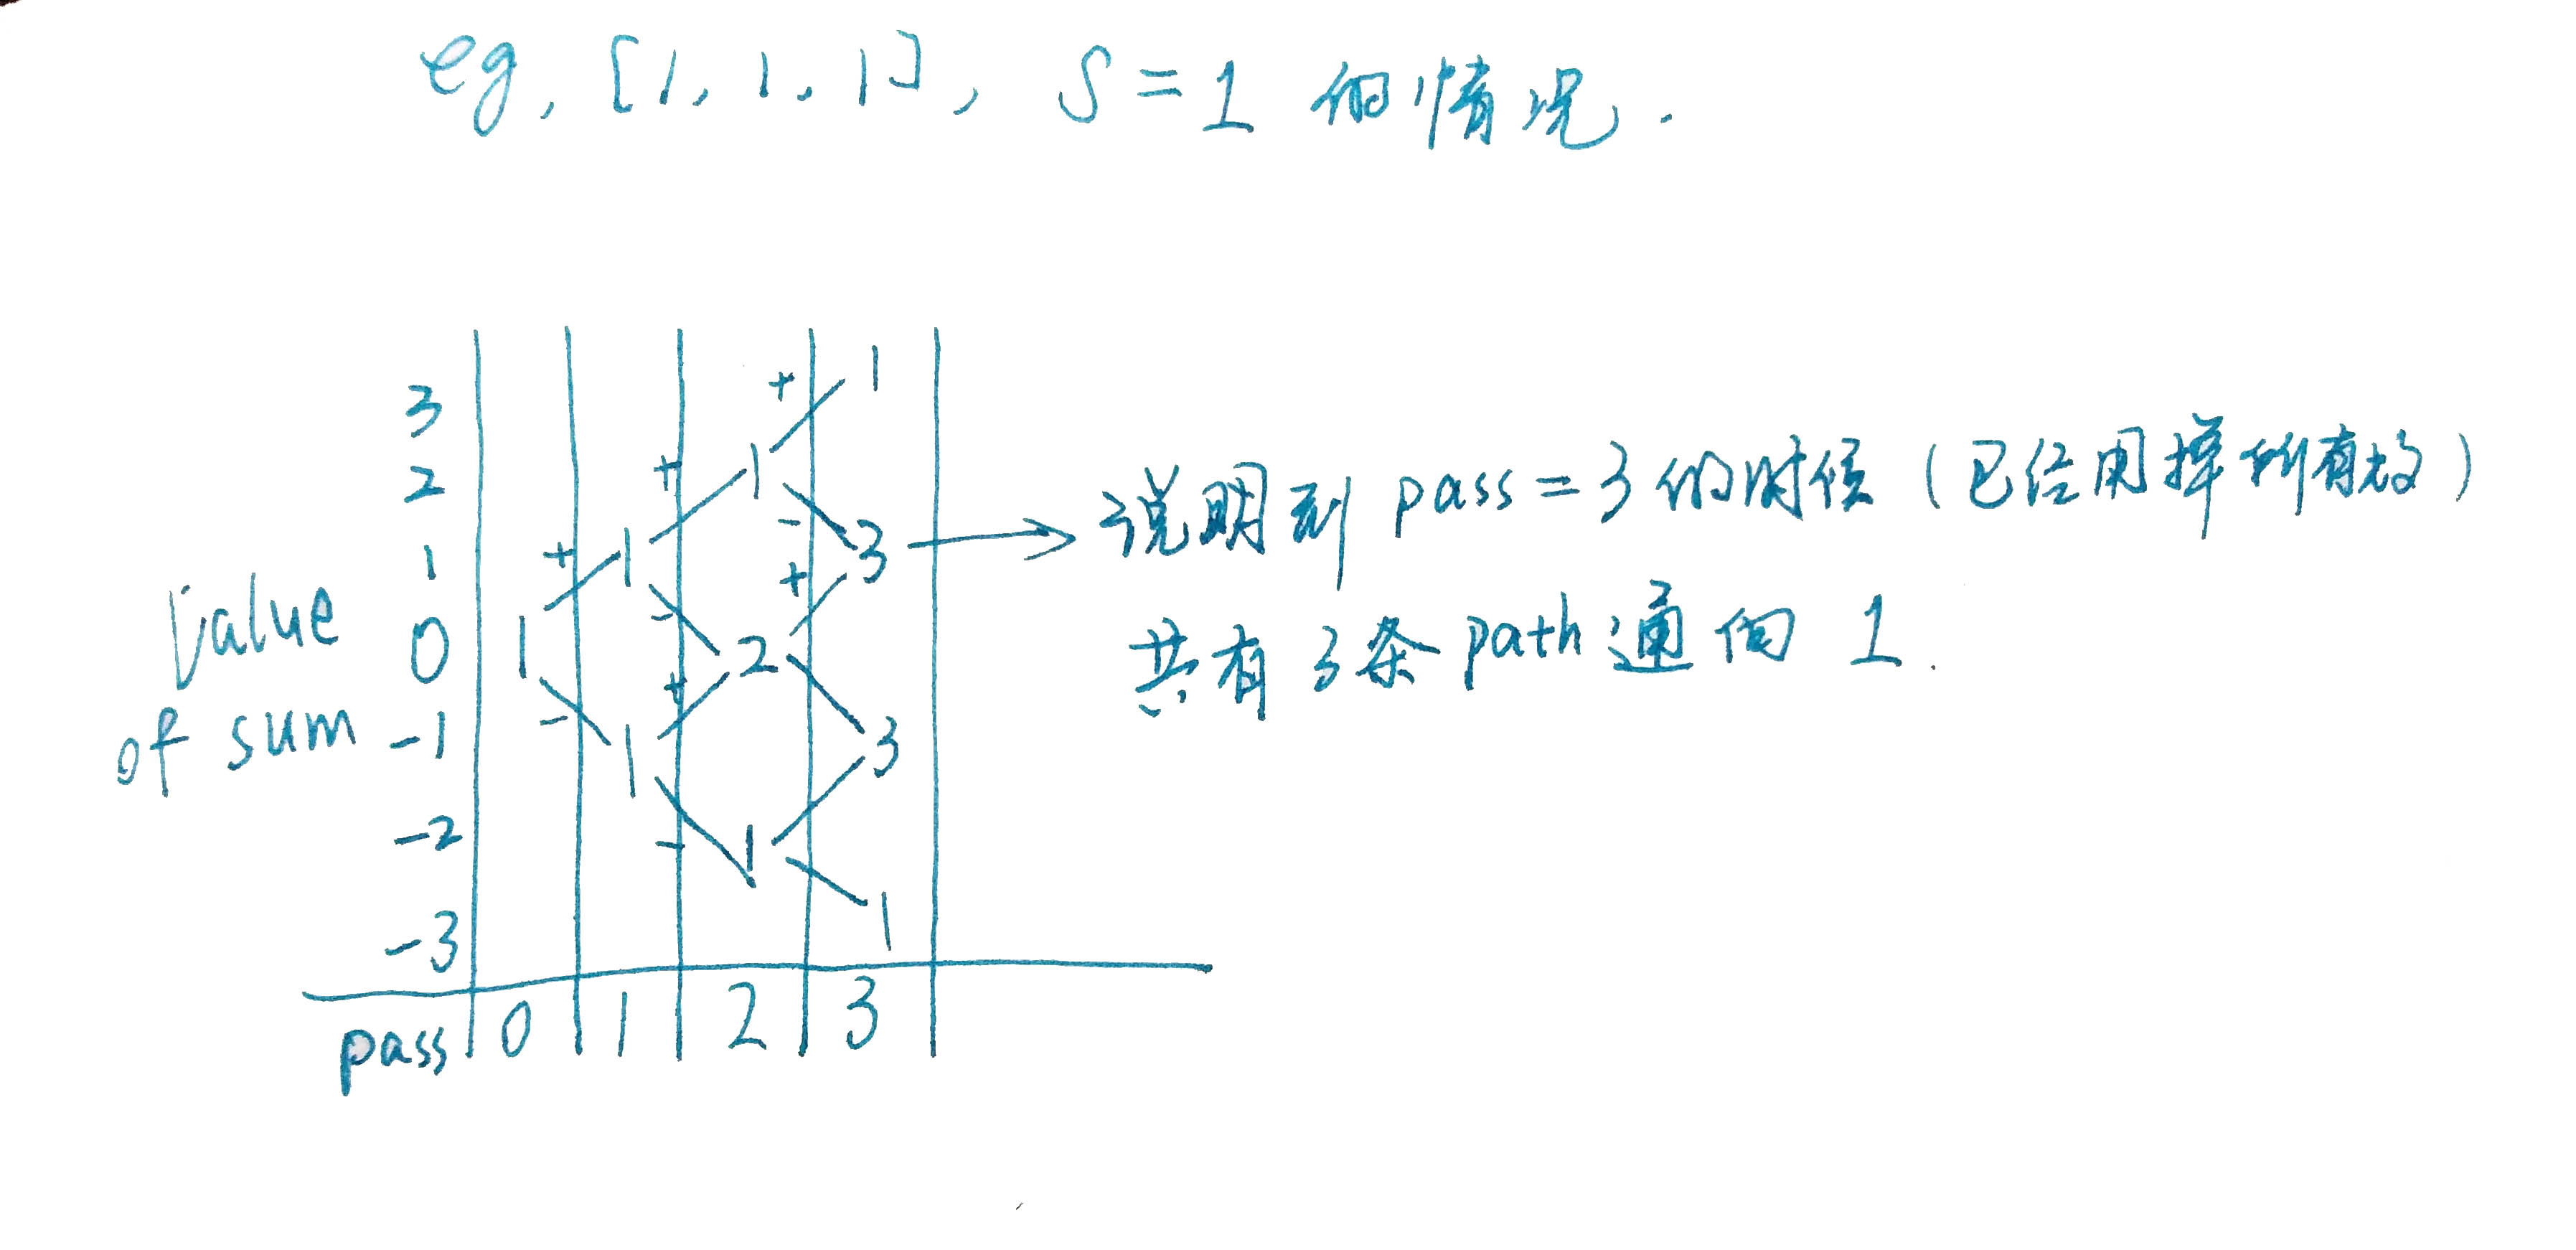 eg, [1, 1, 1], S = 1 的情况.
3
2
1
0
-1
-2
-3
Value
of sum
+ 1
+ 1 -
+ 1 - 3
1 + 2 +
- 1 + 3
- 1
1
pass 0 1 2 3
说明到 pass = 3 的时候 (已经用掉所有数)
共有 3 条 path 通向 1.